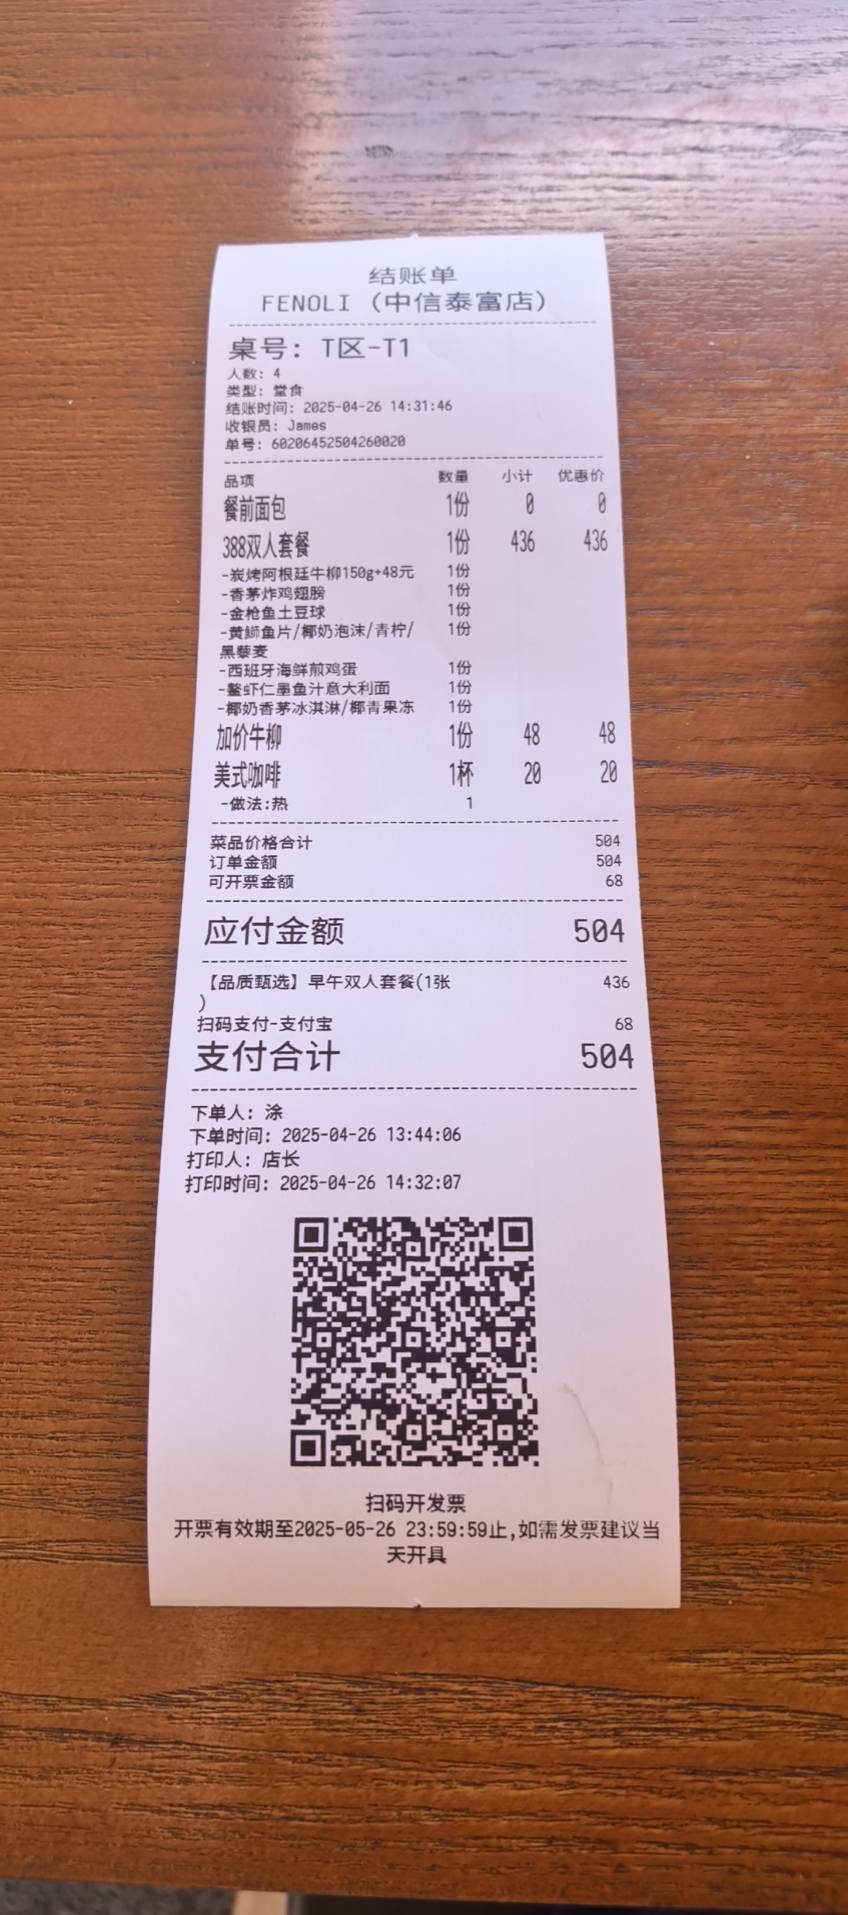 结账单
FENOLI (中信泰富店)
桌号: T区-T1
人数: 4
类型: 堂食
结账时间: 2025-04-26 14:31:46
收银员: James
单号: 60206452504260020
品项 数量 小计 优惠价
餐前面包 1份 0 0
388双人套餐 1份 436 436
-炭烤阿根廷牛柳150g+48元 1份
-香茅炸鸡翅膀 1份
-金枪鱼土豆球 1份
-黄鰤鱼片/椰奶泡沫/青柠/ 1份
黑藜麦
-西班牙海鲜煎鸡蛋 1份
-鳌虾仁墨鱼汁意大利面 1份
-椰奶香茅冰淇淋/椰青果冻 1份
加价牛柳 1份 48 48
美式咖啡 1杯 20 20
-做法:热 1
菜品价格合计 504
订单金额 504
可开票金额 68
应付金额 504
【品质甄选】早午双人套餐(1张 436
)
扫码支付-支付宝 68
支付合计 504
下单人: 涂
下单时间: 2025-04-26 13:44:06
打印人: 店长
打印时间: 2025-04-26 14:32:07
扫码开发票
开票有效期至2025-05-26 23:59:59止,如需发票建议当
天开具